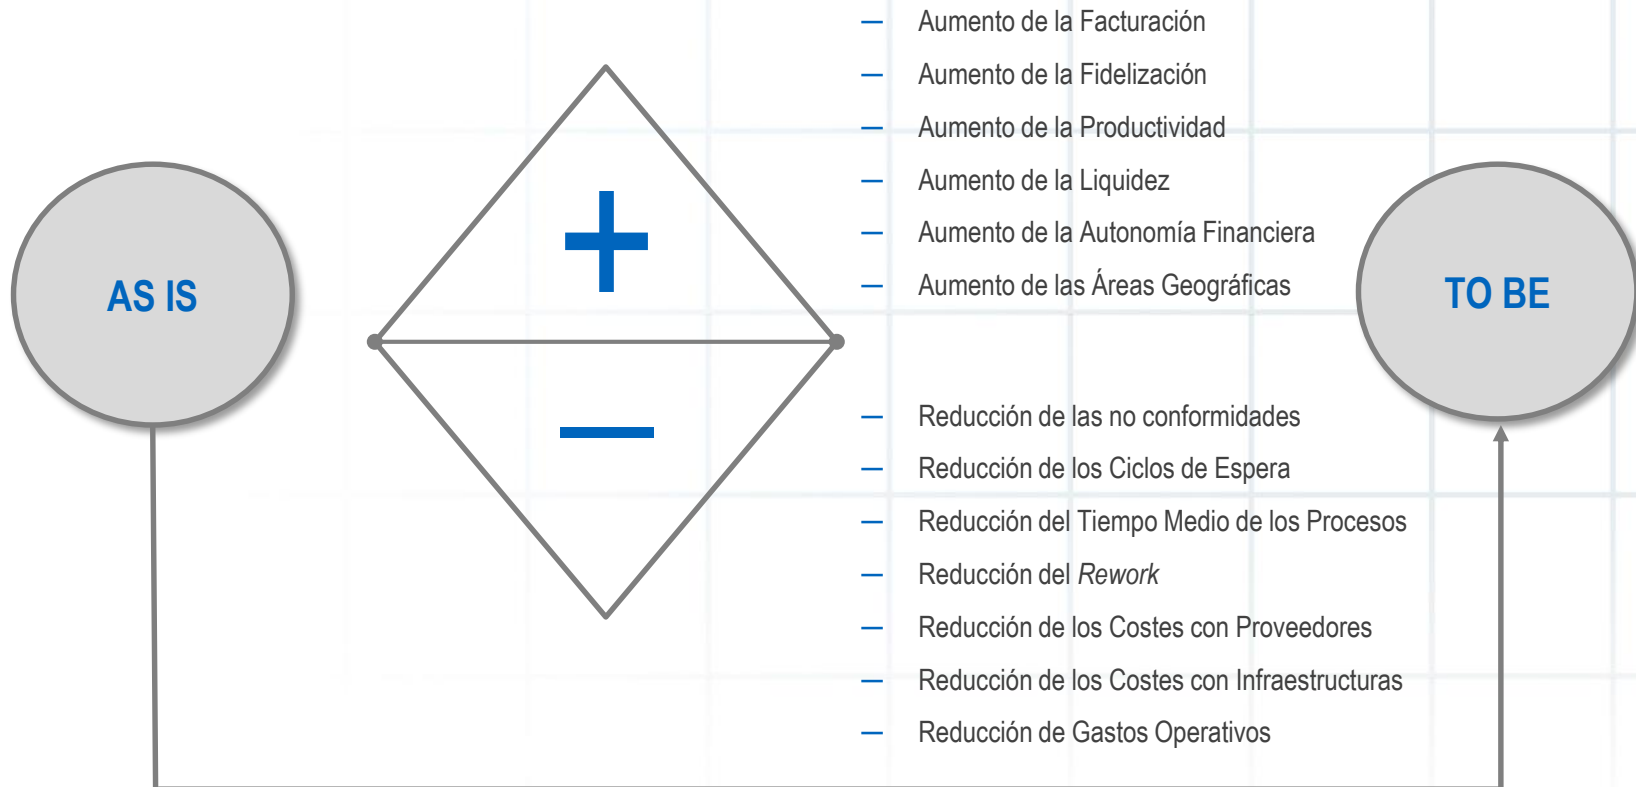 AS IS
+
— Aumento de la Facturación
— Aumento de la Fidelización
— Aumento de la Productividad
— Aumento de la Liquidez
— Aumento de la Autonomía Financiera
— Aumento de las Áreas Geográficas
—
— Reducción de las no conformidades
— Reducción de los Ciclos de Espera
— Reducción del Tiempo Medio de los Procesos
— Reducción del Rework
— Reducción de los Costes con Proveedores
— Reducción de los Costes con Infraestructuras
— Reducción de Gastos Operativos
TO BE